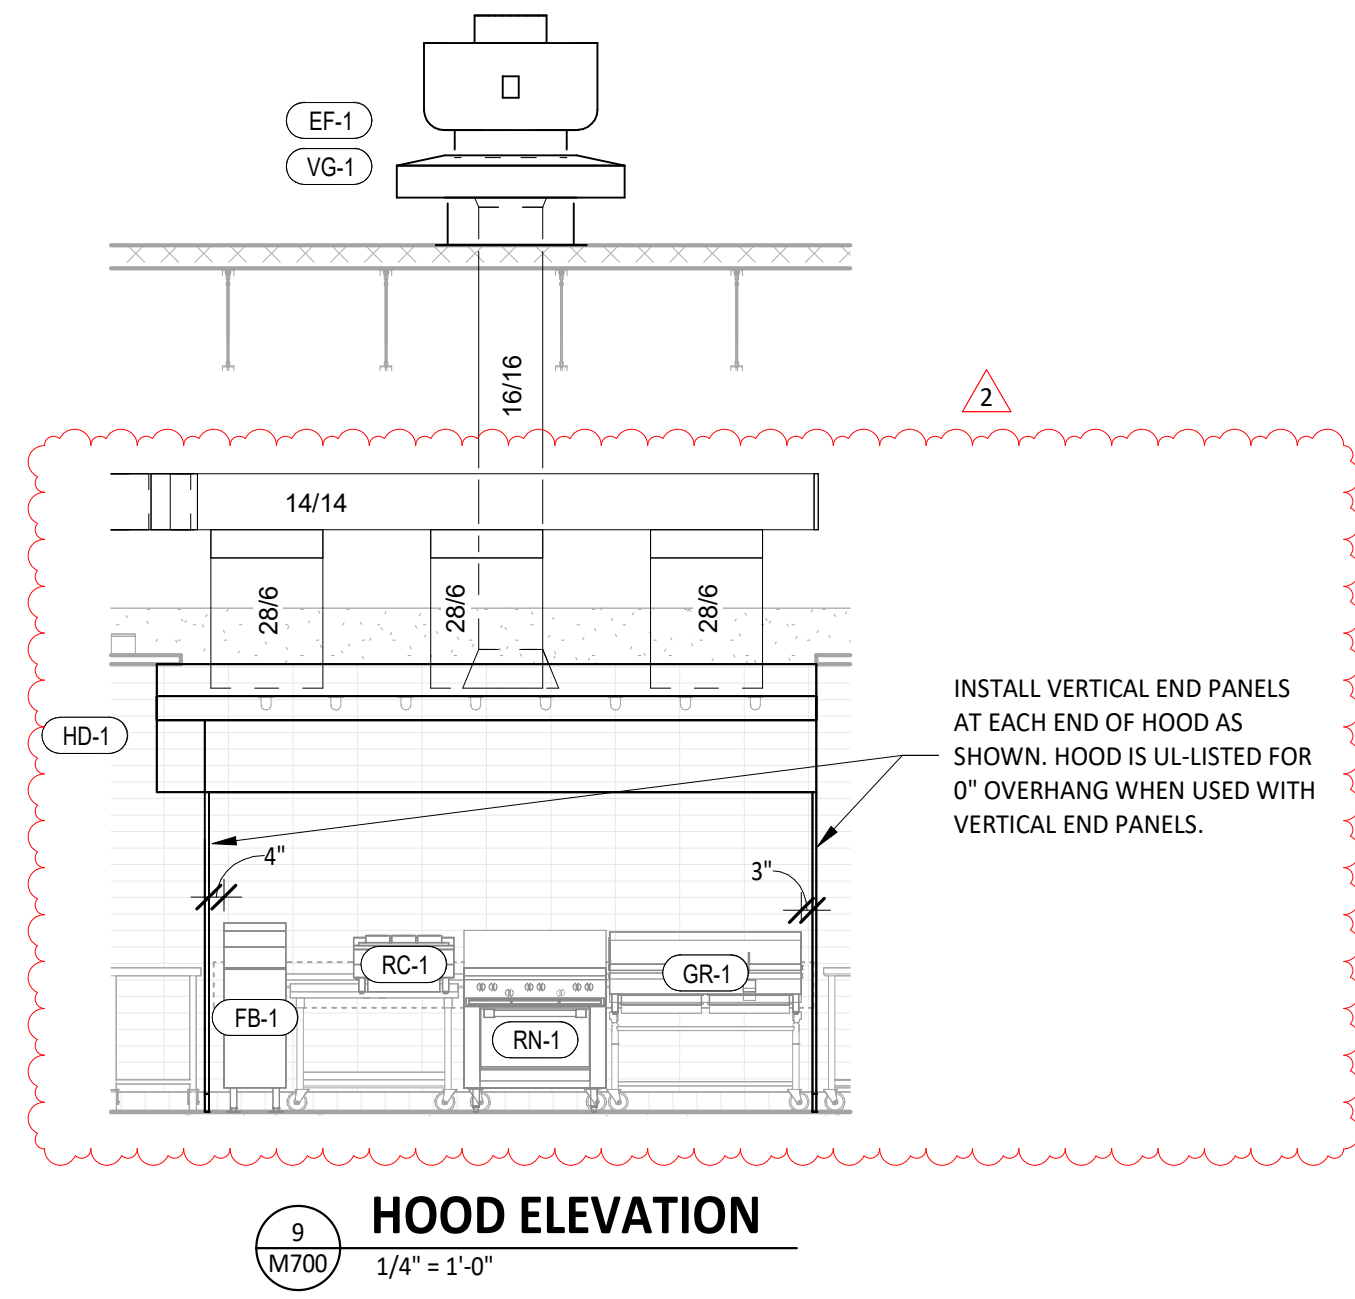 EF-1
VG-1
16/16
2
14/14
28/6
28/6
28/6
HD-1
INSTALL VERTICAL END PANELS
AT EACH END OF HOOD AS
SHOWN. HOOD IS UL-LISTED FOR
0" OVERHANG WHEN USED WITH
VERTICAL END PANELS.
4"
3"
RC-1
GR-1
FB-1
RN-1
9
M700
HOOD ELEVATION
1/4" = 1'-0"